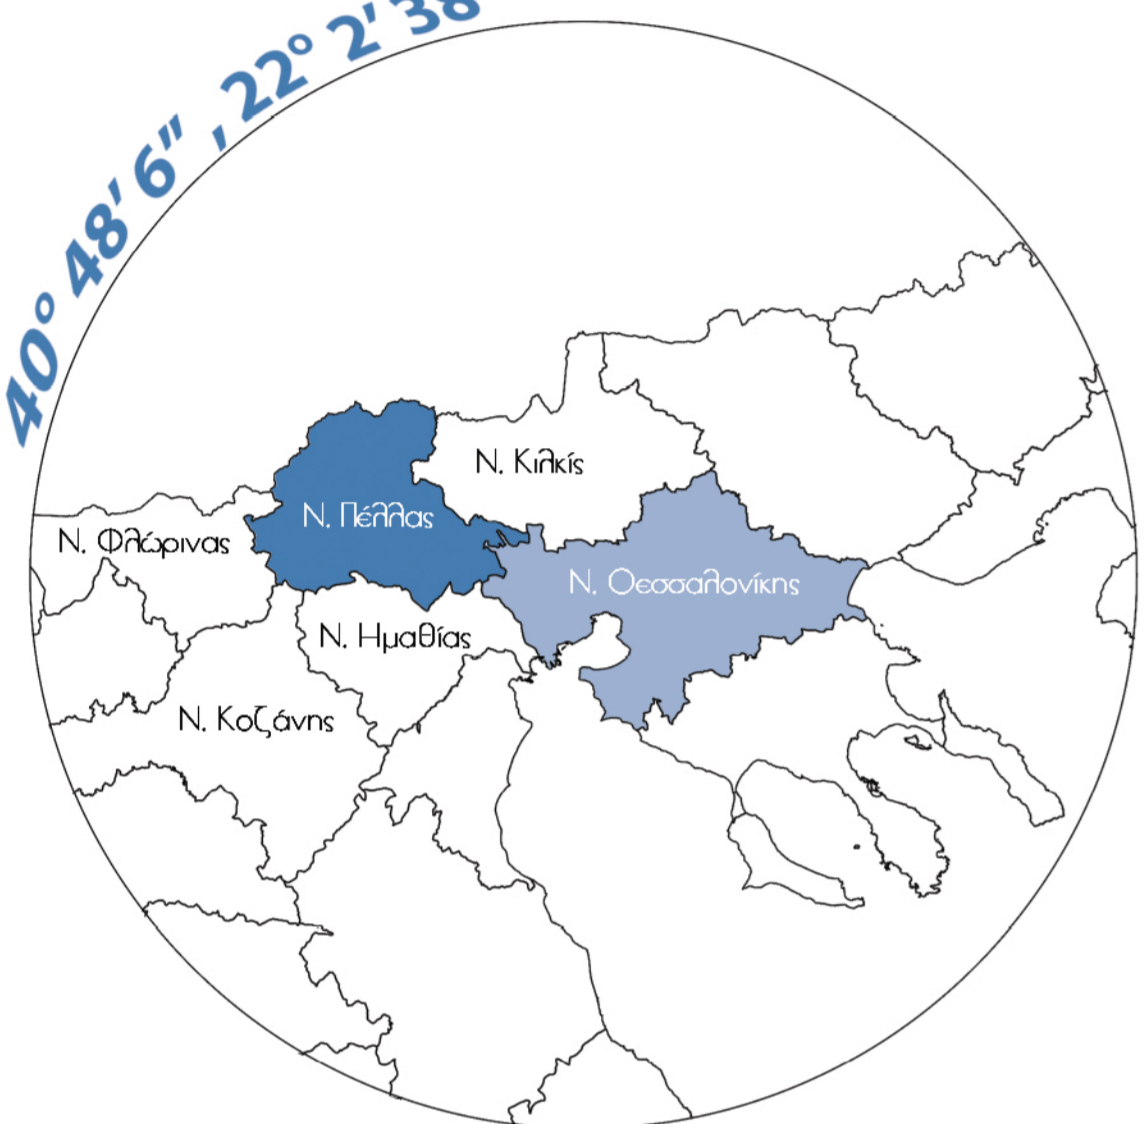 40° 48' 6" , 22° 2' 38
Ν. Κιλκίς
Ν. Πέλλας
Ν. Φλώρινας
Ν. Θεσσαλονίκης
Ν. Ημαθίας
Ν. Κοζάνης